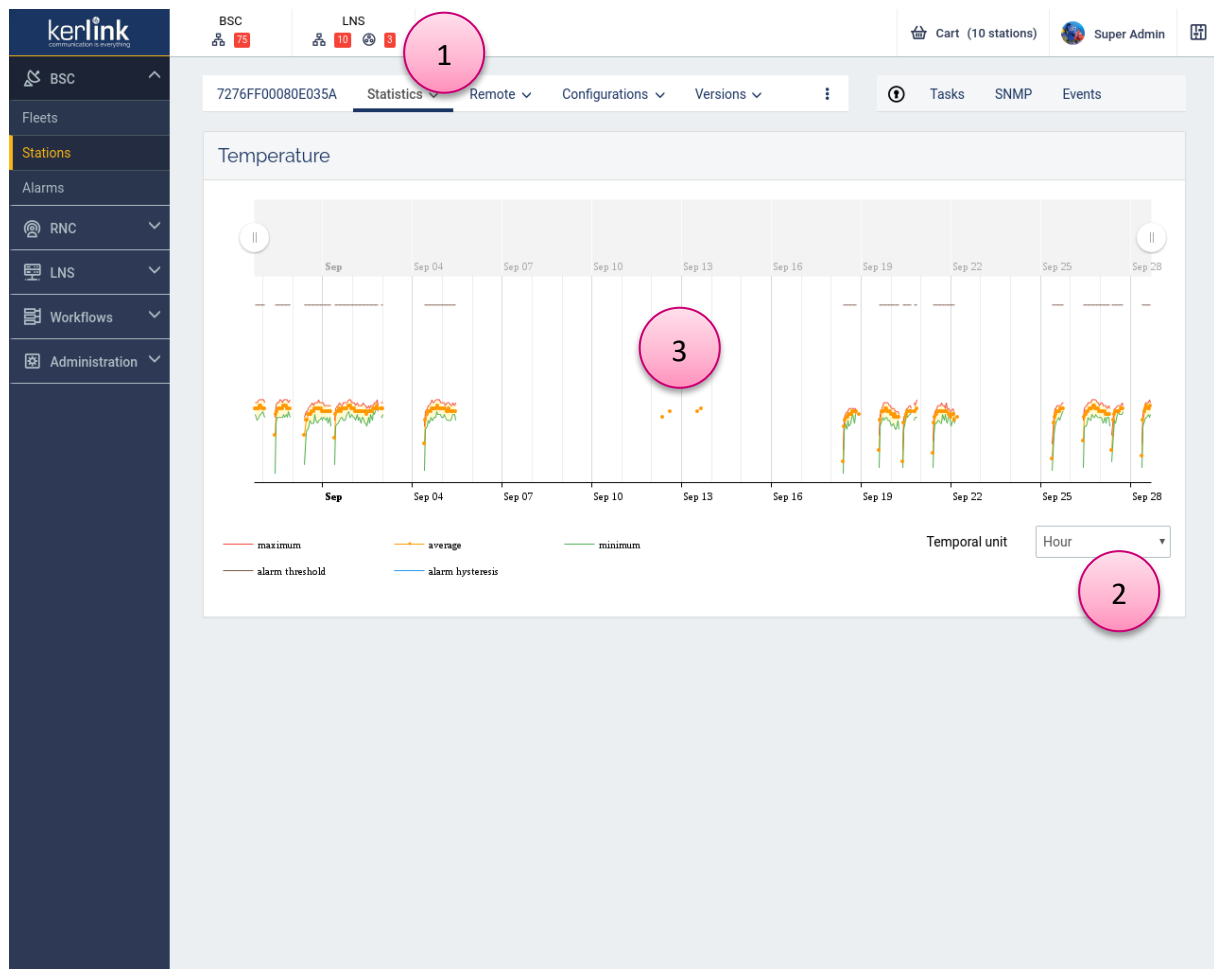 kerlink
communication is everything
BSC
75
LNS
10 3
1
Cart (10 stations)
Super Admin
BSC
Fleets
Stations
Alarms
RNC
LNS
Workflows
Administration
7276FF00080E035A Statistics Remote Configurations Versions
Tasks SNMP Events
Temperature
Sep Sep 04 Sep 07 Sep 10 Sep 13 Sep 16 Sep 19 Sep 22 Sep 25 Sep 28
3
Sep Sep 04 Sep 07 Sep 10 Sep 13 Sep 16 Sep 19 Sep 22 Sep 25 Sep 28
maximum average minimum
alarm threshold alarm hysteresis
Temporal unit Hour
2